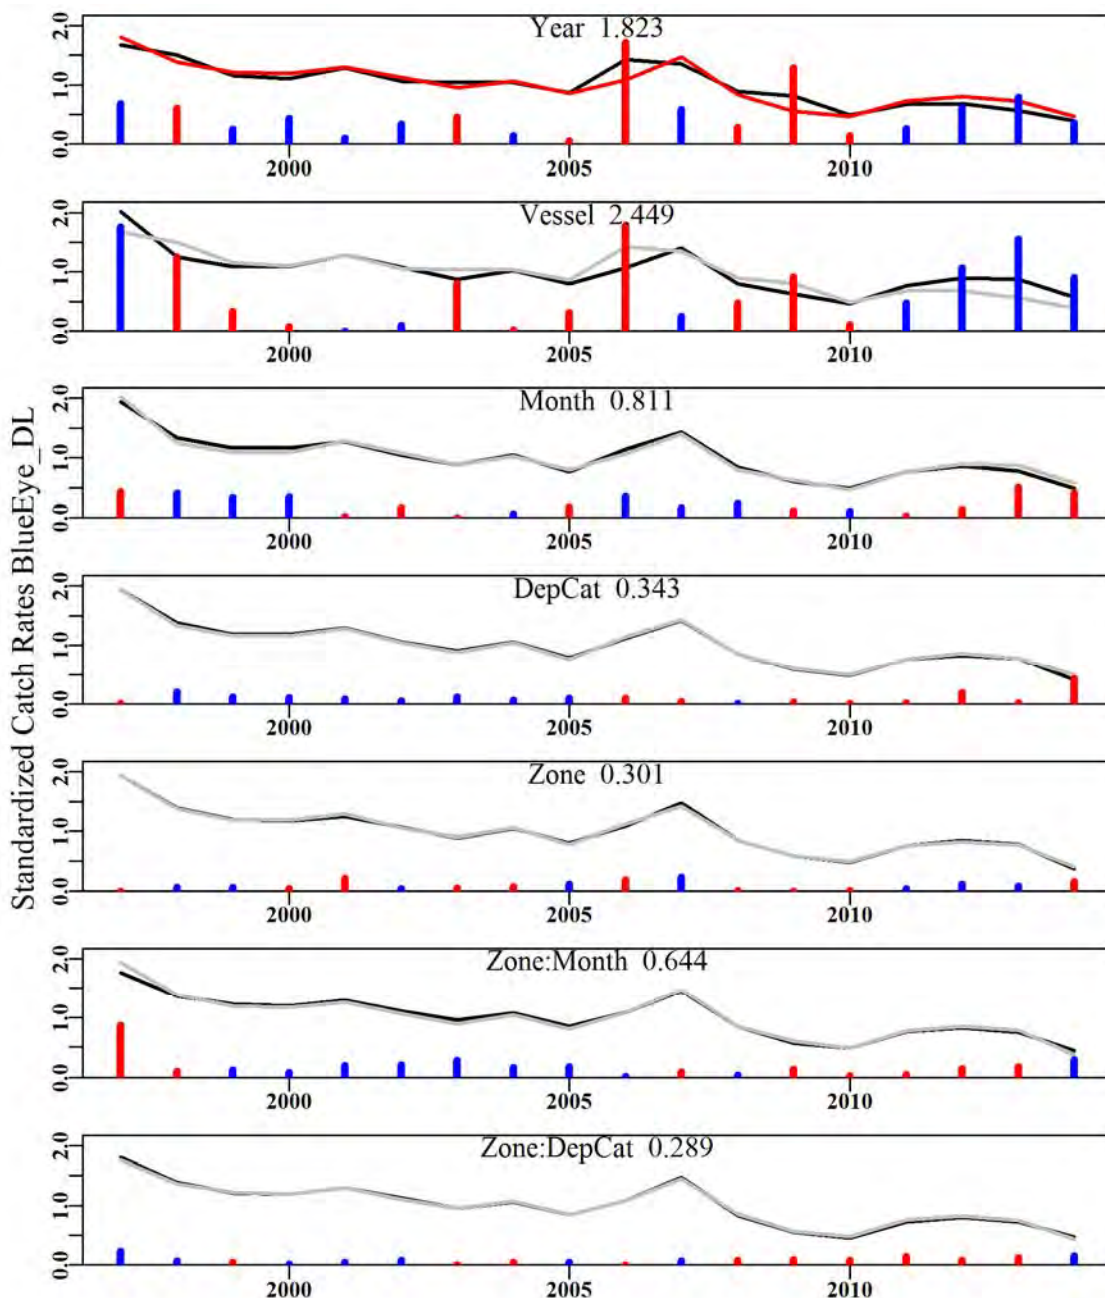 Standardized Catch Rates BlueEye_DL
Year 1.823
0.0 1.0 2.0
2000 2005 2010
Vessel 2.449
0.0 1.0 2.0
2000 2005 2010
Month 0.811
0.0 1.0 2.0
2000 2005 2010
DepCat 0.343
0.0 1.0 2.0
2000 2005 2010
Zone 0.301
0.0 1.0 2.0
2000 2005 2010
Zone:Month 0.644
0.0 1.0 2.0
2000 2005 2010
Zone:DepCat 0.289
0.0 1.0 2.0
2000 2005 2010